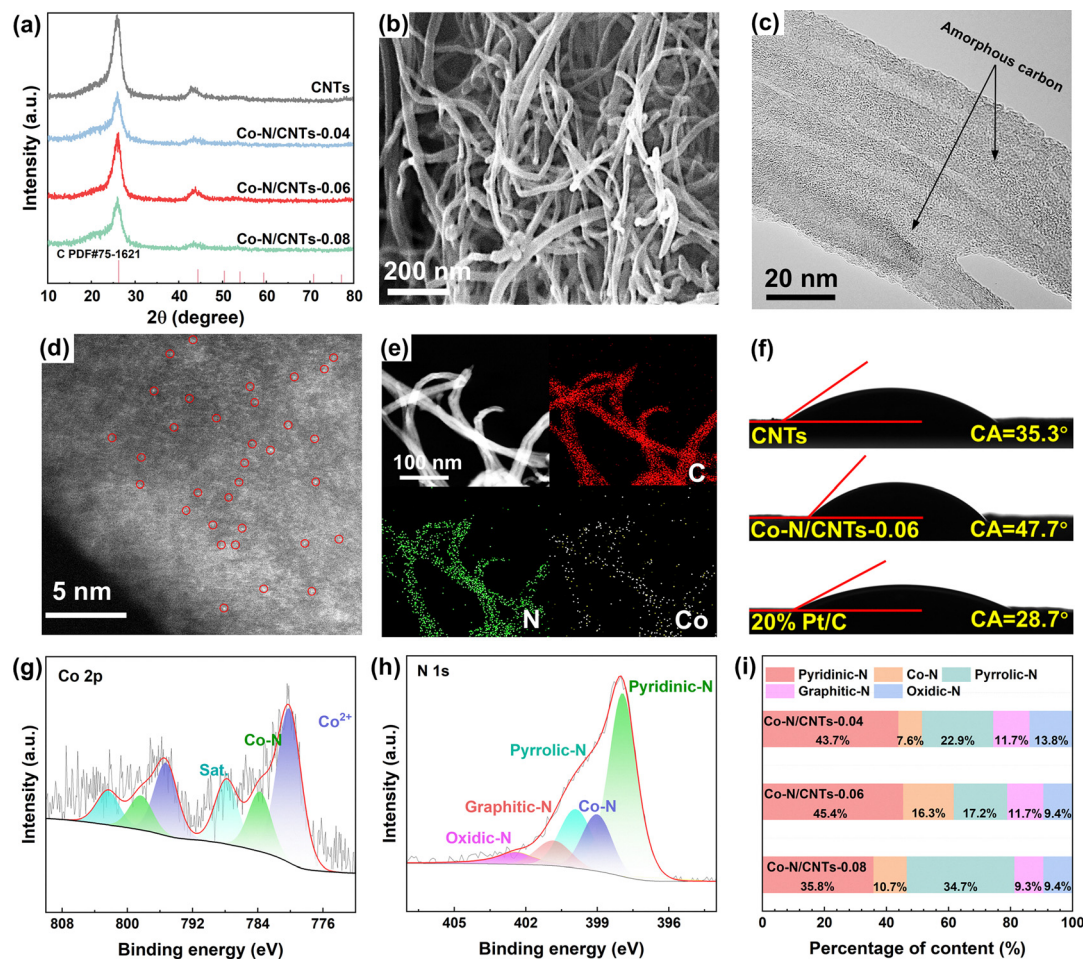 (a)
CNTs
Co-N/CNTs-0.04
Co-N/CNTs-0.06
Co-N/CNTs-0.08
C PDF#75-1621
Intensity (a.u.)
10 20 30 40 50 60 70 80
2θ (degree)
(b)
200 nm
(c)
Amorphous carbon
20 nm
(d)
5 nm
(e)
100 nm
C
N
Co
(f)
CNTs CA=35.3°
Co-N/CNTs-0.06 CA=47.7°
20% Pt/C CA=28.7°
(g) Co 2p
Co2+
Co-N
Sat.
Intensity (a.u.)
808 800 792 784 776
Binding energy (eV)
(h) N 1s
Pyridinic-N
Pyrrolic-N
Graphitic-N
Co-N
Oxidic-N
Intensity (a.u.)
405 402 399 396
Binding energy (eV)
(i)
Pyridinic-N Co-N Pyrrolic-N
Graphitic-N Oxidic-N
Co-N/CNTs-0.04
43.7% 7.6% 22.9% 11.7% 13.8%
Co-N/CNTs-0.06
45.4% 16.3% 17.2% 11.7% 9.4%
Co-N/CNTs-0.08
35.8% 10.7% 34.7% 9.3% 9.4%
0 20 40 60 80 100
Percentage of content (%)